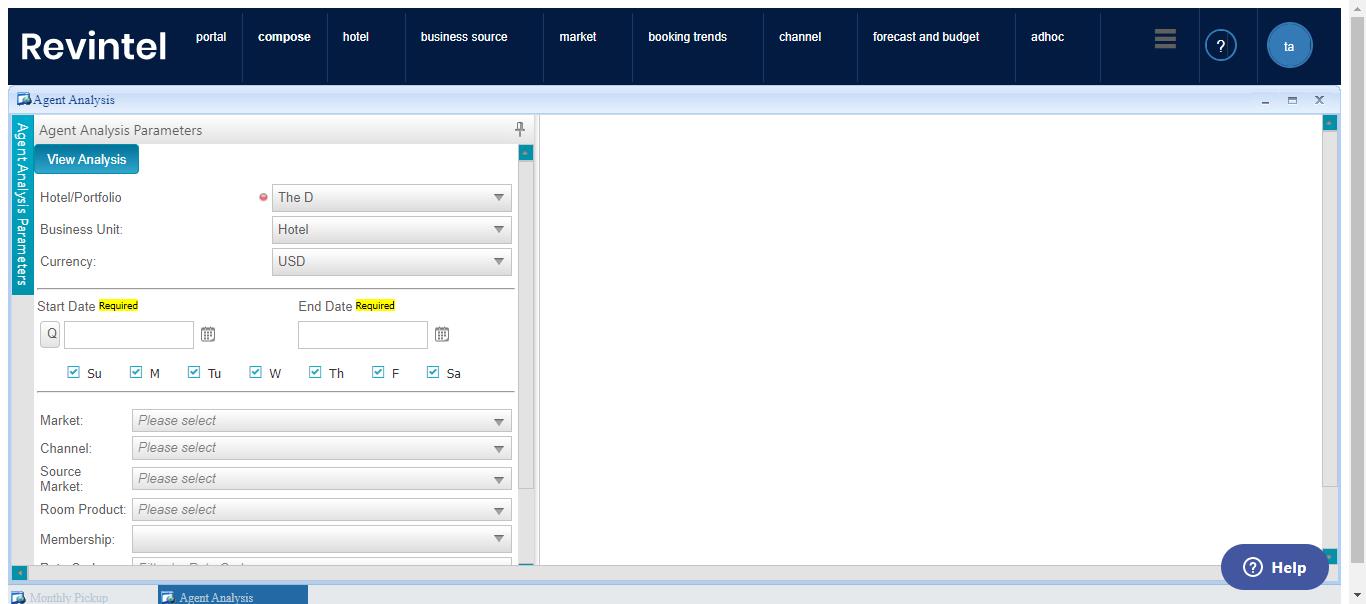 Revintel
portal
compose
hotel
business source
market
booking trends
channel
forecast and budget
adhoc
?
ta
Agent Analysis
Agent Analysis Parameters
Agent Analysis Parameters
View Analysis
Hotel/Portfolio
The D
Business Unit:
Hotel
Currency:
USD
Start Date Required
End Date Required
Q
Su
M
Tu
W
Th
F
Sa
Market:
Please select
Channel:
Please select
Source
Market:
Please select
Room Product:
Please select
Membership:
? Help
Monthly Pickup
Agent Analysis